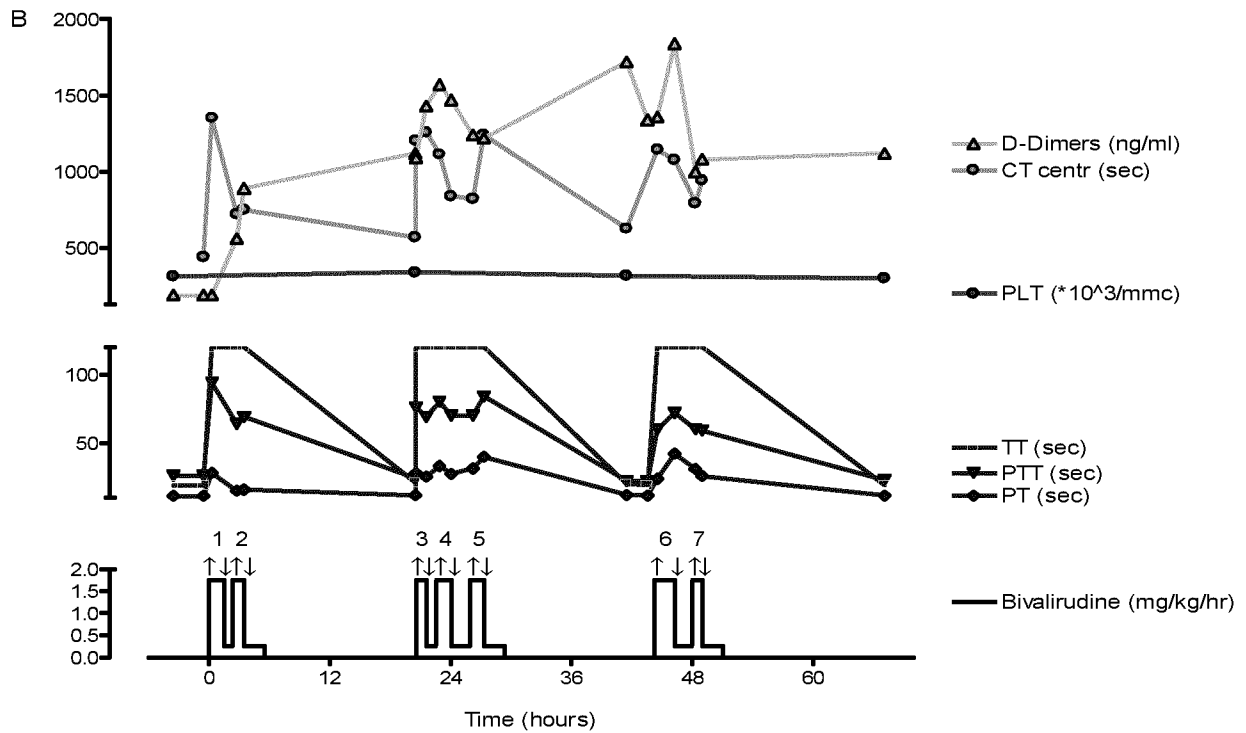 B
2000
1500
1000
500
D-Dimers (ng/ml)
CT centr (sec)
PLT (*10^3/mmc)
100
50
TT (sec)
PTT (sec)
PT (sec)
1 2 3 4 5 6 7
↑ ↓ ↑ ↓ ↑ ↓ ↑ ↓ ↑ ↓ ↑ ↓ ↑ ↓
2.0
1.5
1.0
0.5
0.0
Bivalirudine (mg/kg/hr)
0 12 24 36 48 60
Time (hours)